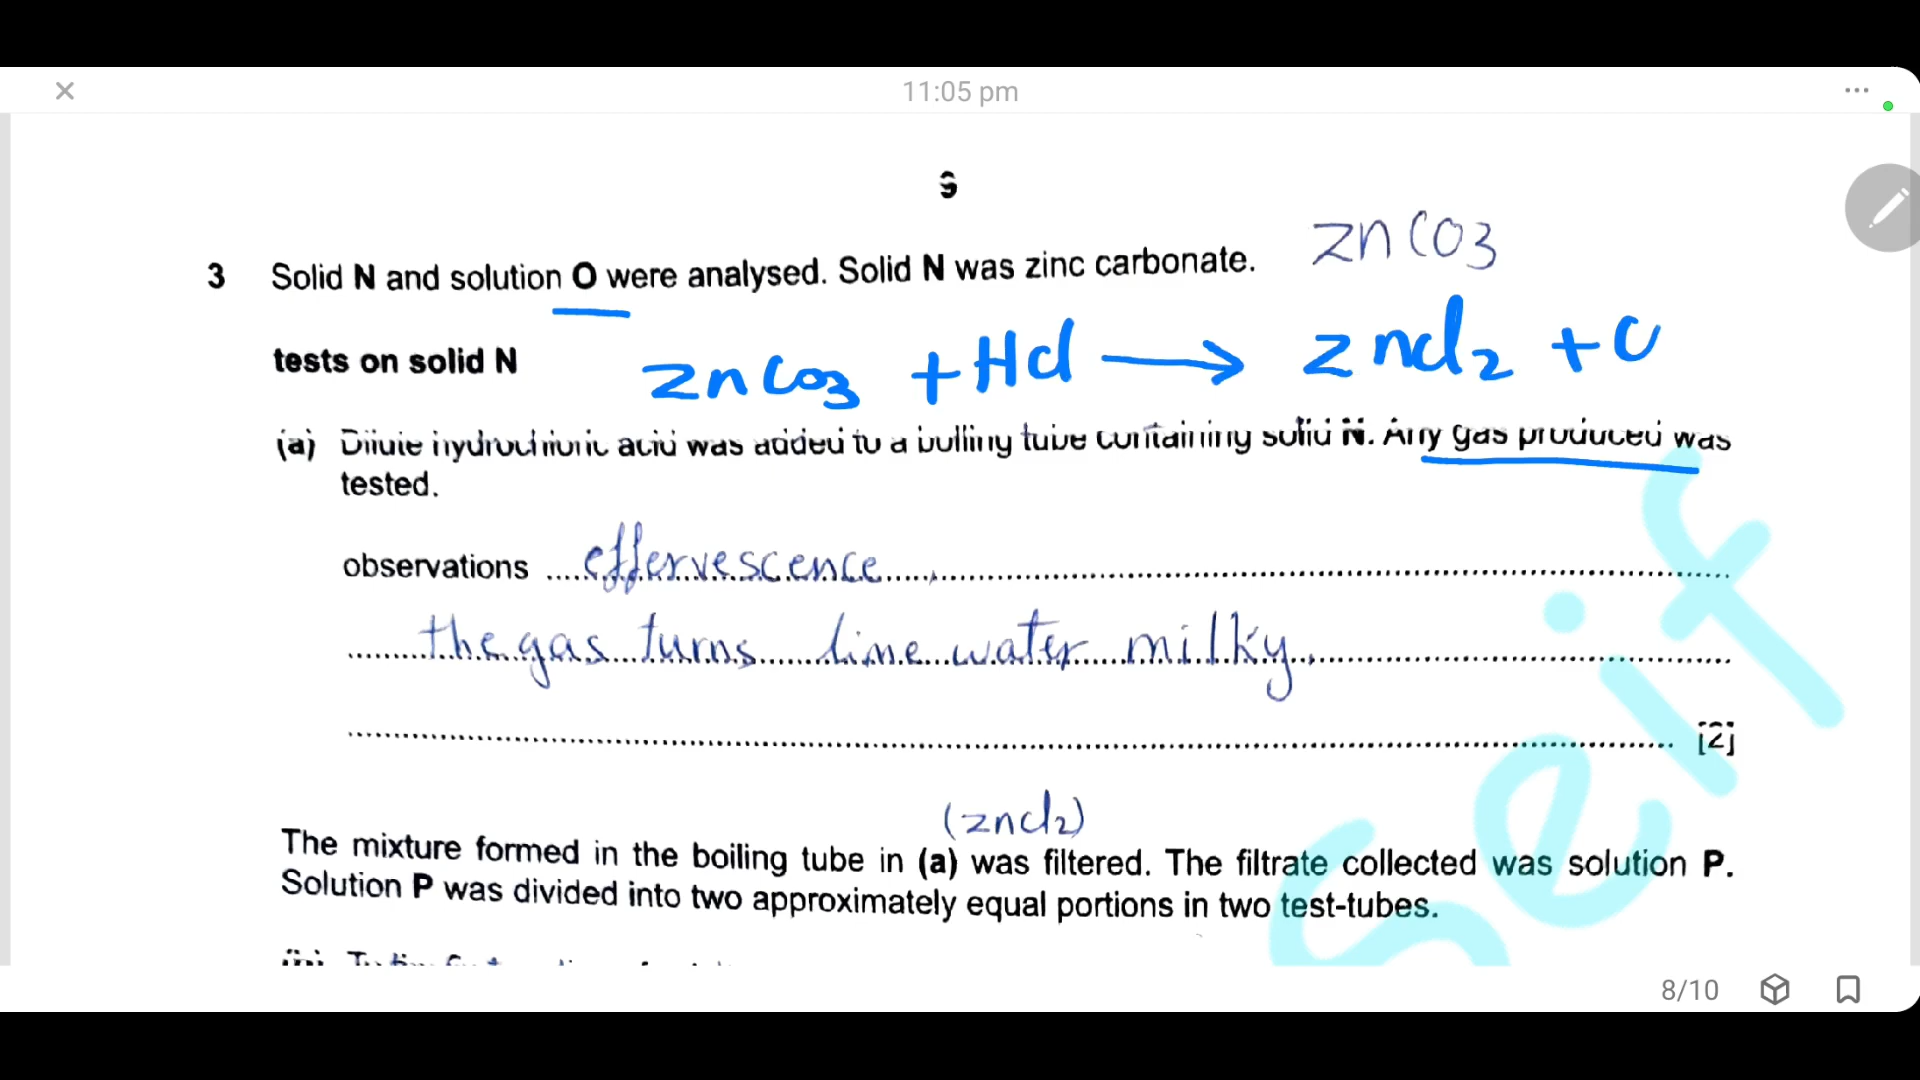 11:05 pm
9
3 Solid N and solution O were analysed. Solid N was zinc carbonate. znCO3
tests on solid N
znCo3 + Hcl → zncl2 + C
(a) Dilute hydrochloric acid was added to a boiling tube containing solid N. Any gas produced was
tested.
observations effervescence
the gas turns lime water milky.
[2]
(zncl2)
The mixture formed in the boiling tube in (a) was filtered. The filtrate collected was solution P.
Solution P was divided into two approximately equal portions in two test-tubes.
Seif
8/10